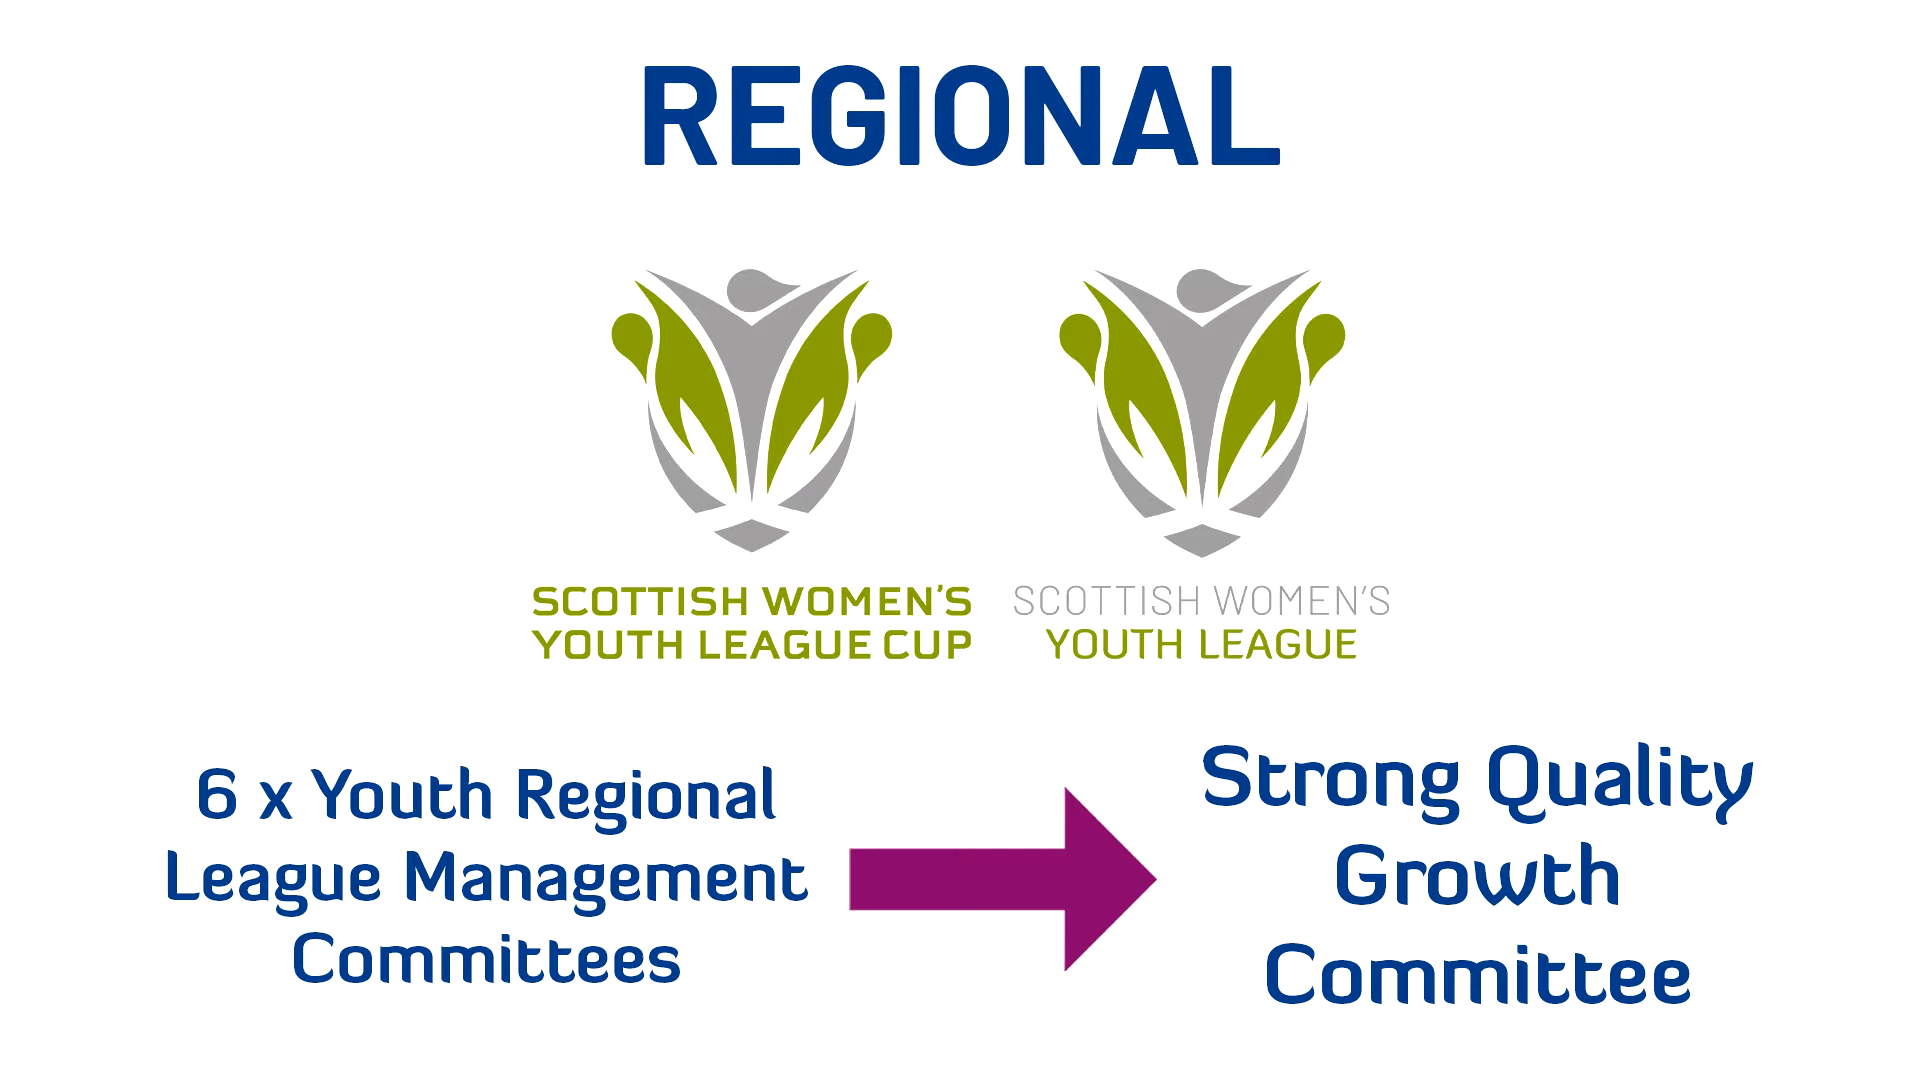 REGIONAL
SCOTTISH WOMEN'S
YOUTH LEAGUE CUP
SCOTTISH WOMEN'S
YOUTH LEAGUE
6 x Youth Regional
League Management
Committees
Strong Quality
Growth
Committee